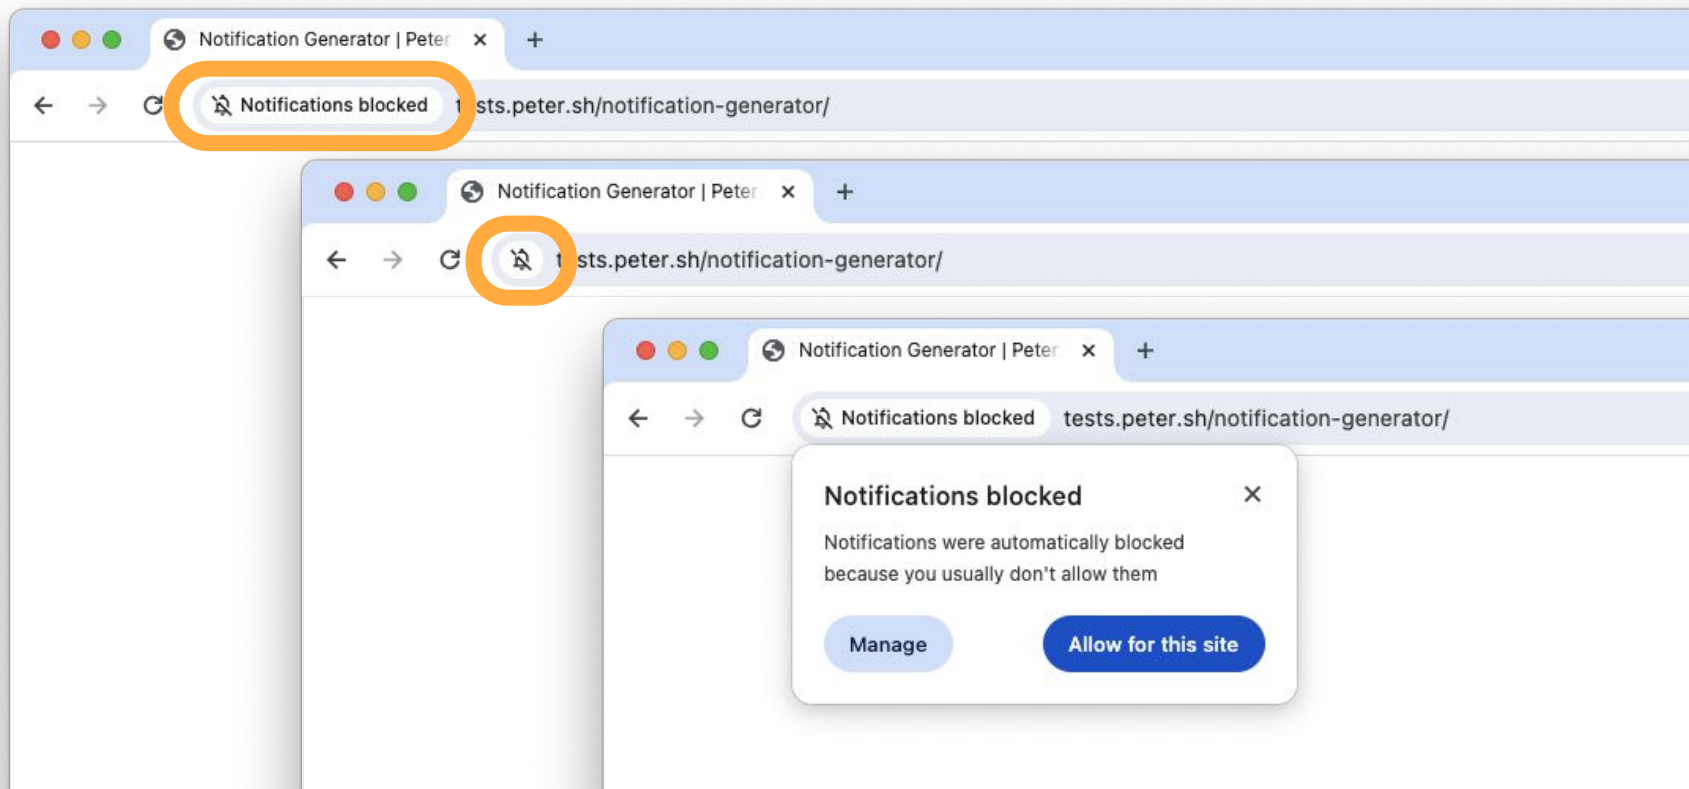 Notification Generator | Peter
Notifications blocked
tests.peter.sh/notification-generator/
Notification Generator | Peter
tests.peter.sh/notification-generator/
Notification Generator | Peter
Notifications blocked tests.peter.sh/notification-generator/
Notifications blocked
Notifications were automatically blocked
because you usually don't allow them
Manage
Allow for this site